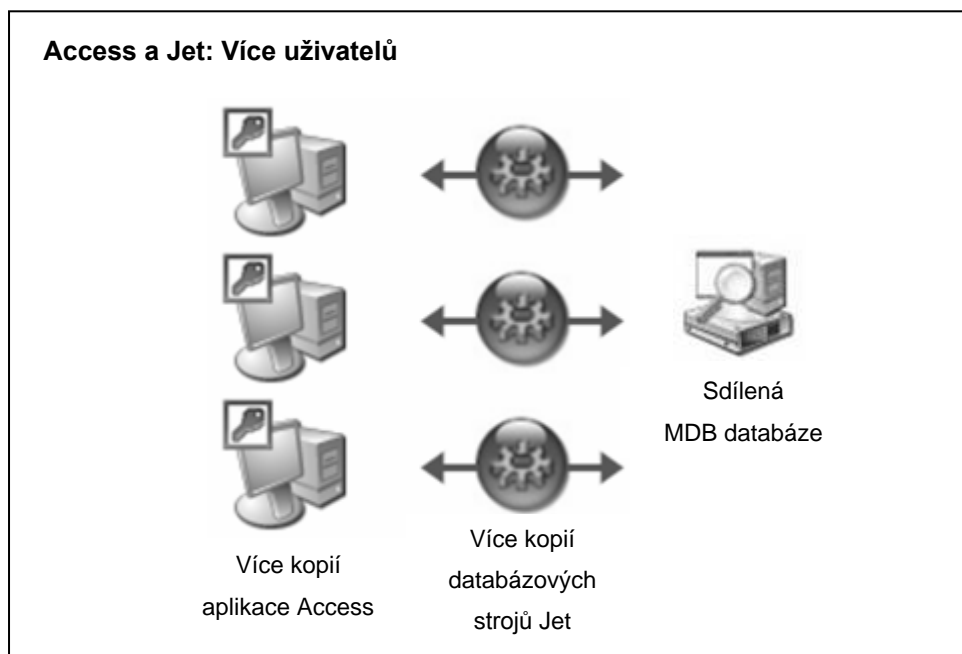 Access a Jet: Více uživatelů
Sdílená
MDB databáze
Více kopií
aplikace Access
Více kopií
databázových
strojů Jet